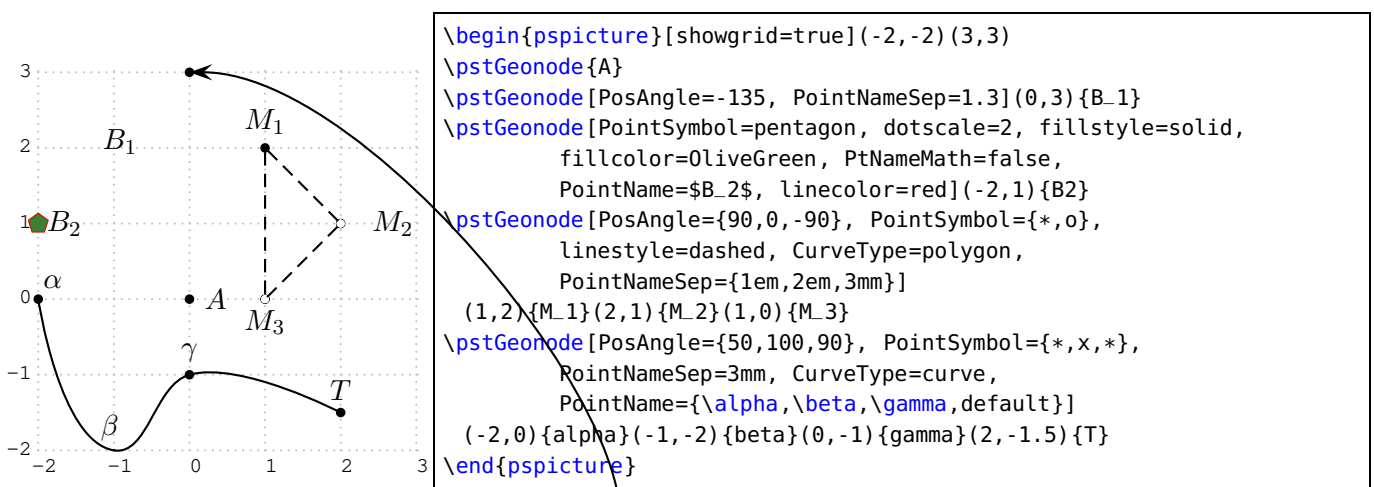 3
2
1
0
−1
−2
−2 −1 0 1 2 3
B₁
M₁
B₂
M₂
α
A
M₃
γ
T
β
\begin{pspicture}[showgrid=true](-2,-2)(3,3)
\pstGeonode{A}
\pstGeonode[PosAngle=-135, PointNameSep=1.3](0,3){B_1}
\pstGeonode[PointSymbol=pentagon, dotscale=2, fillstyle=solid,
fillcolor=OliveGreen, PtNameMath=false,
PointName=$B_2$, linecolor=red](-2,1){B2}
\pstGeonode[PosAngle={90,0,-90}, PointSymbol={*,o},
linestyle=dashed, CurveType=polygon,
PointNameSep={1em,2em,3mm}]
(1,2){M_1}(2,1){M_2}(1,0){M_3}
\pstGeonode[PosAngle={50,100,90}, PointSymbol={*,x,*},
PointNameSep=3mm, CurveType=curve,
PointName={\alpha,\beta,\gamma,default}]
(-2,0){alpha}(-1,-2){beta}(0,-1){gamma}(2,-1.5){T}
\end{pspicture}